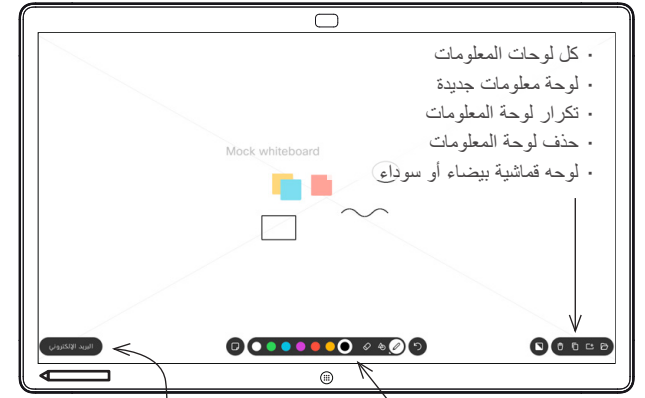 · كل لوحات المعلومات
· لوحة معلومات جديدة
· تكرار لوحة المعلومات
· حذف لوحة المعلومات
· لوحه قماشية بيضاء أو سوداء
Mock whiteboard
البريد الإلكتروني